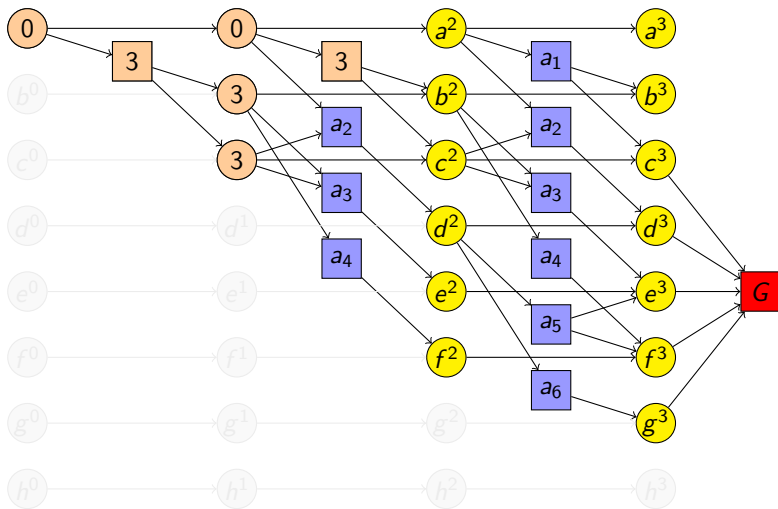 0 0 a² a³
3 3 a₁
b⁰ 3 b² b³
a₂ a₂
c⁰ 3 c² c³
a₃ a₃
d⁰ d¹ d² d³
a₄ a₄
e⁰ e¹ e² e³ G
a₅
f⁰ f¹ f² f³
a₆
g⁰ g¹ g² g³
h⁰ h¹ h² h³